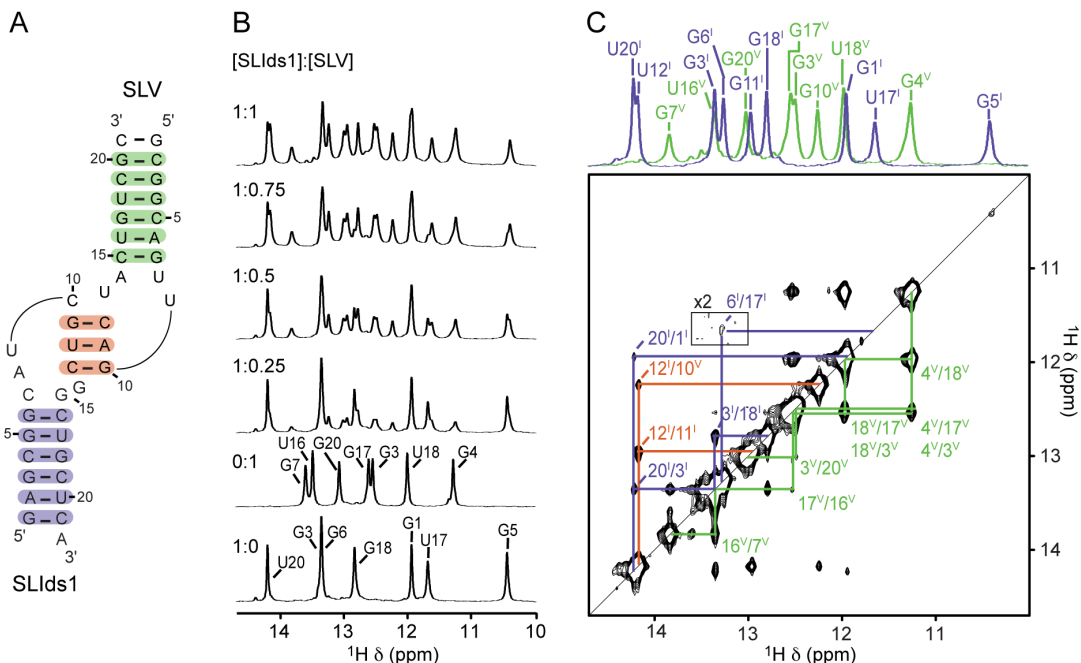 A
SLV
3' 5'
C – G
20 G – C
C – G
U – G
G – C 5
U – A
15 C – G
A U
10
C U U
G – C
U – A
C – G
U
A G 10
C G 15
G – C
5 G – U
C – G
G – C
A – U 20
G – C
5' A
3'
SLIds1
B
[SLIds1]:[SLV]
1:1
1:0.75
1:0.5
1:0.25
U16 G20 G17 G3 U18 G4
G7
0:1
G3 G6 G1 G5
G18 U17
1:0
U20
14 13 12 11 10
¹H δ (ppm)
C
G17ⱽ
G6ᴵ G18ᴵ
U20ᴵ G3ᴵ G20ⱽ G3ⱽ U18ⱽ
U12ᴵ G11ᴵ G1ᴵ
U16ⱽ G10ⱽ G4ⱽ
G7ⱽ U17ᴵ G5ᴵ
x2
6ᴵ/17ᴵ
20ᴵ/1ᴵ
12ᴵ/10ⱽ
4ⱽ/18ⱽ
3ᴵ/18ᴵ
18ⱽ/17ⱽ 4ⱽ/17ⱽ
12ᴵ/11ᴵ
18ⱽ/3ⱽ 4ⱽ/3ⱽ
3ⱽ/20ⱽ
20ᴵ/3ᴵ
17ⱽ/16ⱽ
16ⱽ/7ⱽ
11
12
13
14
¹H δ (ppm)
14 13 12 11
¹H δ (ppm)